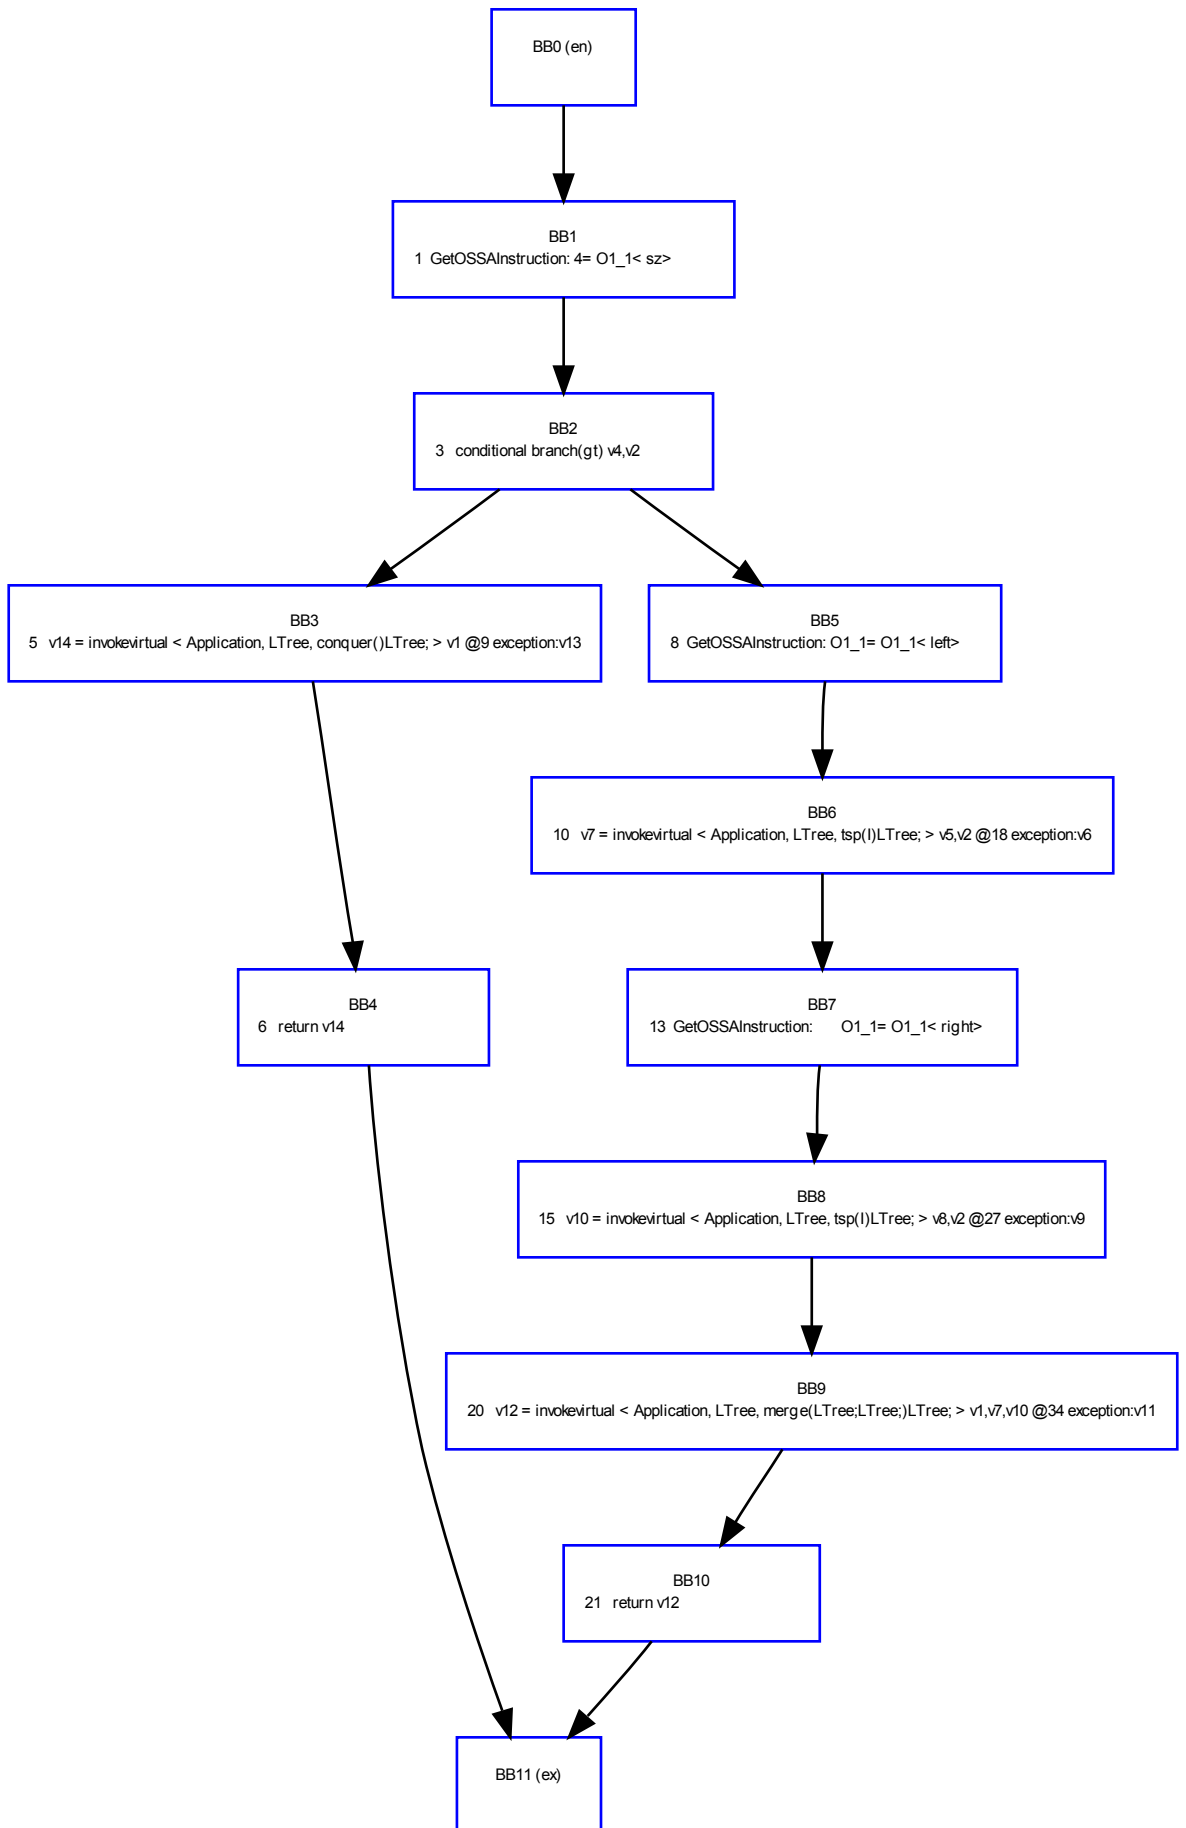 BB0 (en)
BB1
1 GetOSSAInstruction: 4= O1_1< sz>
BB2
3 conditional branch(gt) v4,v2
BB3
5 v14 = invokevirtual < Application, LTree, conquer()LTree; > v1 @9 exception:v13
BB5
8 GetOSSAInstruction: O1_1= O1_1< left>
BB6
10 v7 = invokevirtual < Application, LTree, tsp(I)LTree; > v5,v2 @18 exception:v6
BB4
6 return v14
BB7
13 GetOSSAInstruction: O1_1= O1_1< right>
BB8
15 v10 = invokevirtual < Application, LTree, tsp(I)LTree; > v8,v2 @27 exception:v9
BB9
20 v12 = invokevirtual < Application, LTree, merge(LTree;LTree;)LTree; > v1,v7,v10 @34 exception:v11
BB10
21 return v12
BB11 (ex)